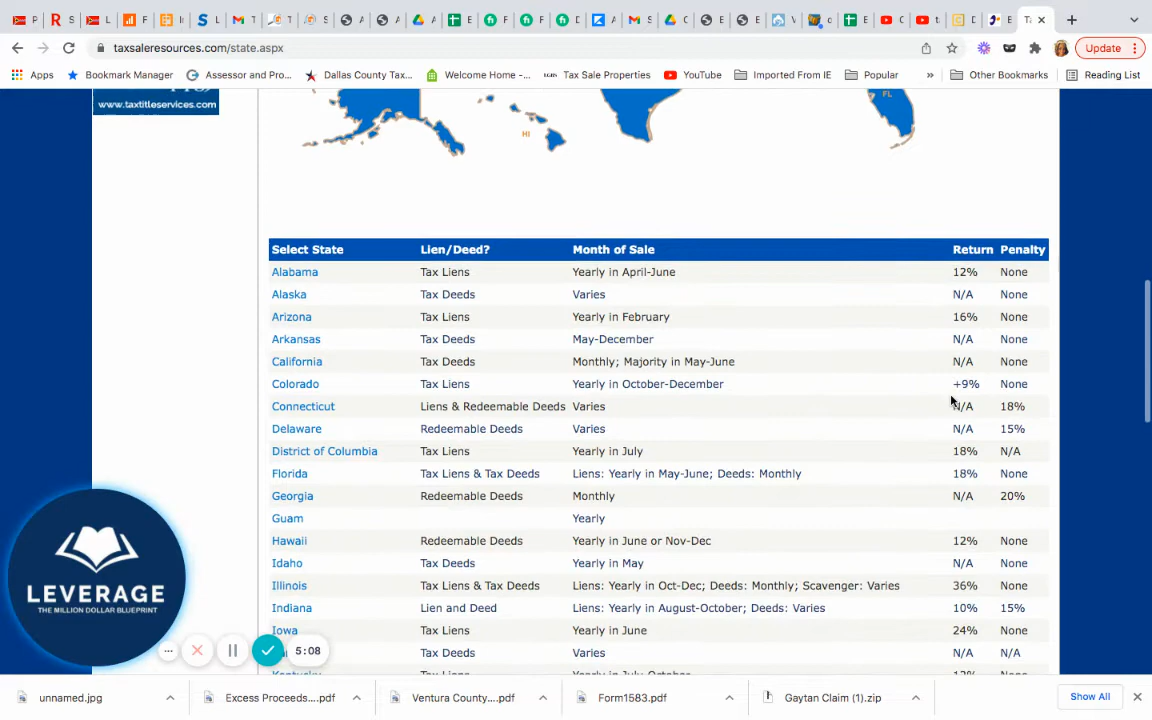 P
S
L
F
In
L
T
T
S
A
A
A
E
F
F
D
A
S
C
E
E
V
c
E
C
t
D
E
T
taxsaleresources.com/state.aspx
Update
Apps
Bookmark Manager
Assessor and Pro...
Dallas County Tax...
Welcome Home -...
Tax Sale Properties
YouTube
Imported From IE
Popular
»
Other Bookmarks
Reading List
www.taxtitleservices.com
HI
FL
Select State Lien/Deed? Month of Sale Return Penalty
Alabama Tax Liens Yearly in April-June 12% None
Alaska Tax Deeds Varies N/A None
Arizona Tax Liens Yearly in February 16% None
Arkansas Tax Deeds May-December N/A None
California Tax Deeds Monthly; Majority in May-June N/A None
Colorado Tax Liens Yearly in October-December +9% None
Connecticut Liens & Redeemable Deeds Varies N/A 18%
Delaware Redeemable Deeds Varies N/A 15%
District of Columbia Tax Liens Yearly in July 18% N/A
Florida Tax Liens & Tax Deeds Liens: Yearly in May-June; Deeds: Monthly 18% None
Georgia Redeemable Deeds Monthly N/A 20%
Guam Yearly
Hawaii Redeemable Deeds Yearly in June or Nov-Dec 12% None
Idaho Tax Deeds Yearly in May N/A None
Illinois Tax Liens & Tax Deeds Liens: Yearly in Oct-Dec; Deeds: Monthly; Scavenger: Varies 36% None
Indiana Lien and Deed Liens: Yearly in August-October; Deeds: Varies 10% 15%
Iowa Tax Liens Yearly in June 24% None
Tax Deeds Varies N/A N/A
Kentucky Tax Liens Yearly in July-October 12% None
LEVERAGE
THE MILLION DOLLAR BLUEPRINT
5:08
unnamed.jpg
Excess Proceeds....pdf
Ventura County....pdf
Form1583.pdf
Gaytan Claim (1).zip
Show All